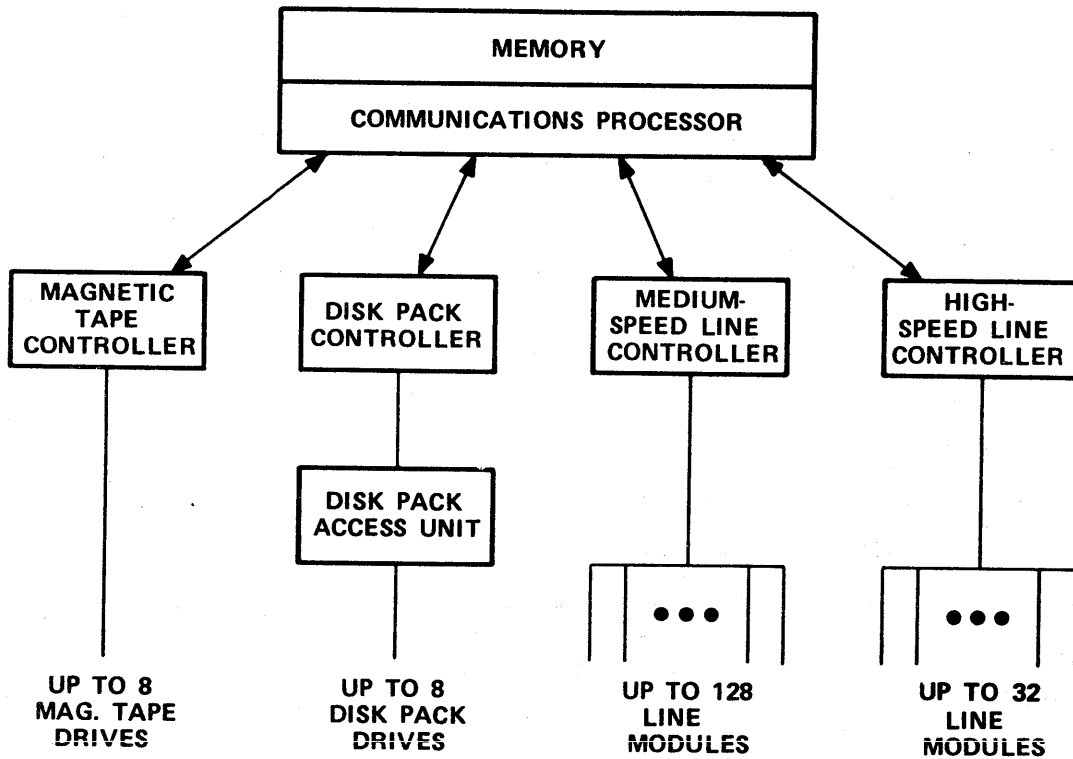 MEMORY
COMMUNICATIONS PROCESSOR
MAGNETIC
TAPE
CONTROLLER
DISK PACK
CONTROLLER
MEDIUM-
SPEED LINE
CONTROLLER
HIGH-
SPEED LINE
CONTROLLER
DISK PACK
ACCESS UNIT
UP TO 8
MAG. TAPE
DRIVES
UP TO 8
DISK PACK
DRIVES
UP TO 128
LINE
MODULES
UP TO 32
LINE
MODULES